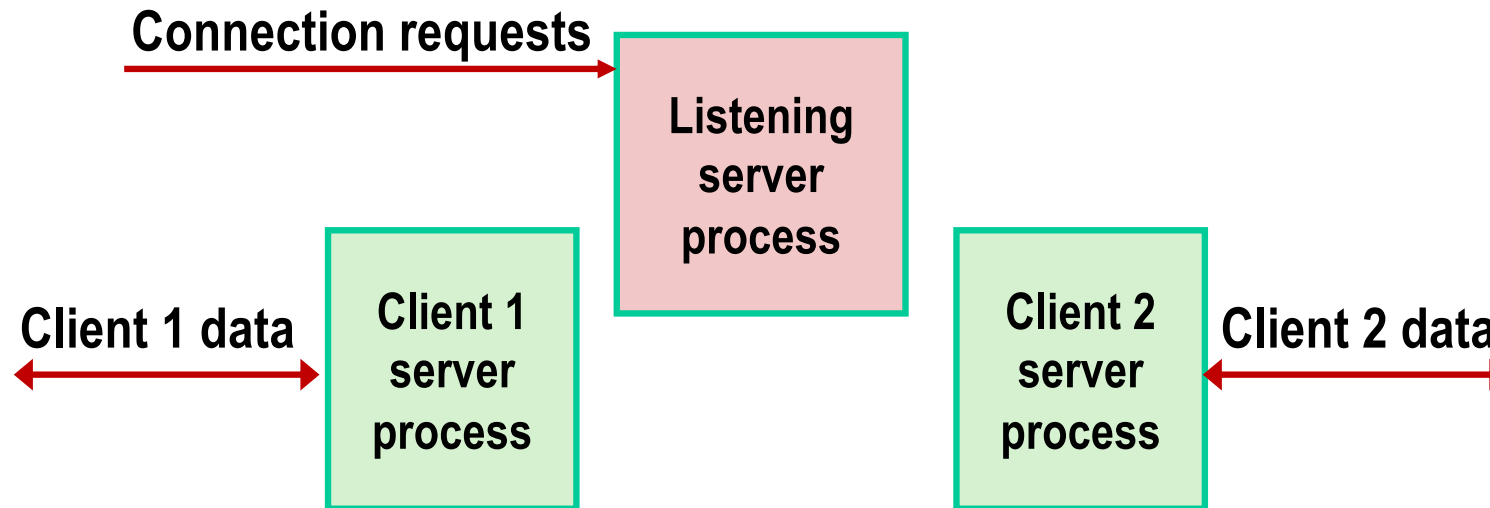 Connection requests
Listening
server
process
Client 1 data
Client 1
server
process
Client 2
server
process
Client 2 data